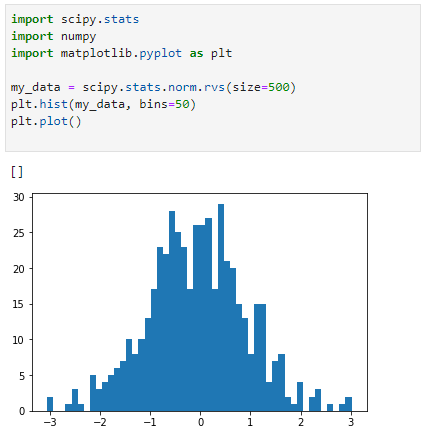 import scipy.stats
import numpy
import matplotlib.pyplot as plt
my_data = scipy.stats.norm.rvs(size=500)
plt.hist(my_data, bins=50)
plt.plot()
[]
30
25
20
15
10
5
0
−3 −2 −1 0 1 2 3